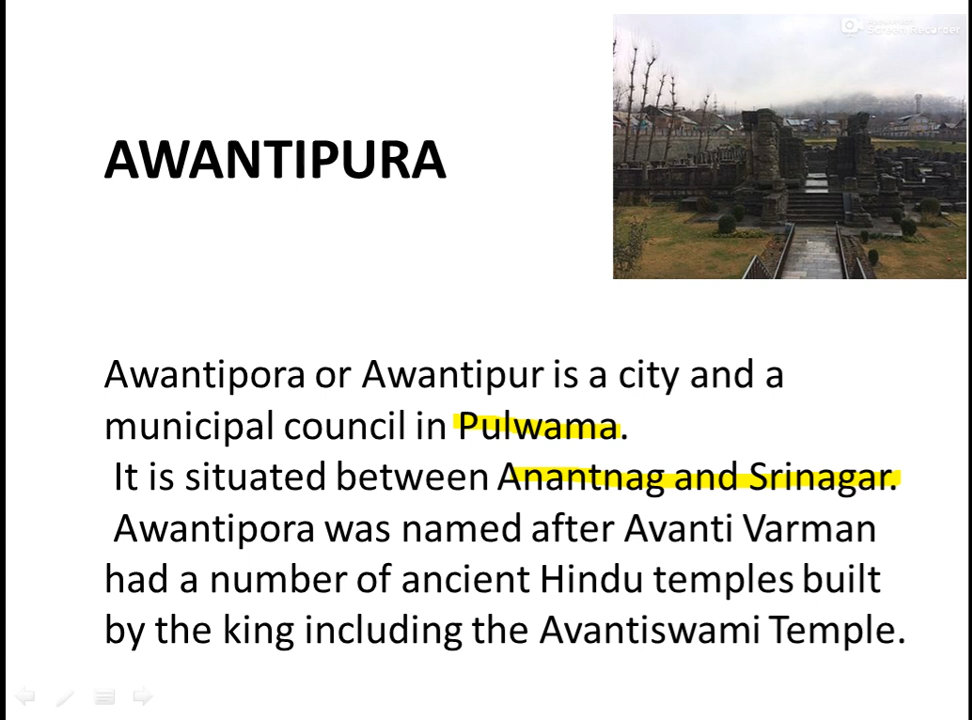 Screen Recorder
AWANTIPURA
Awantipora or Awantipur is a city and a
municipal council in Pulwama.
It is situated between Anantnag and Srinagar.
Awantipora was named after Avanti Varman
had a number of ancient Hindu temples built
by the king including the Avantiswami Temple.